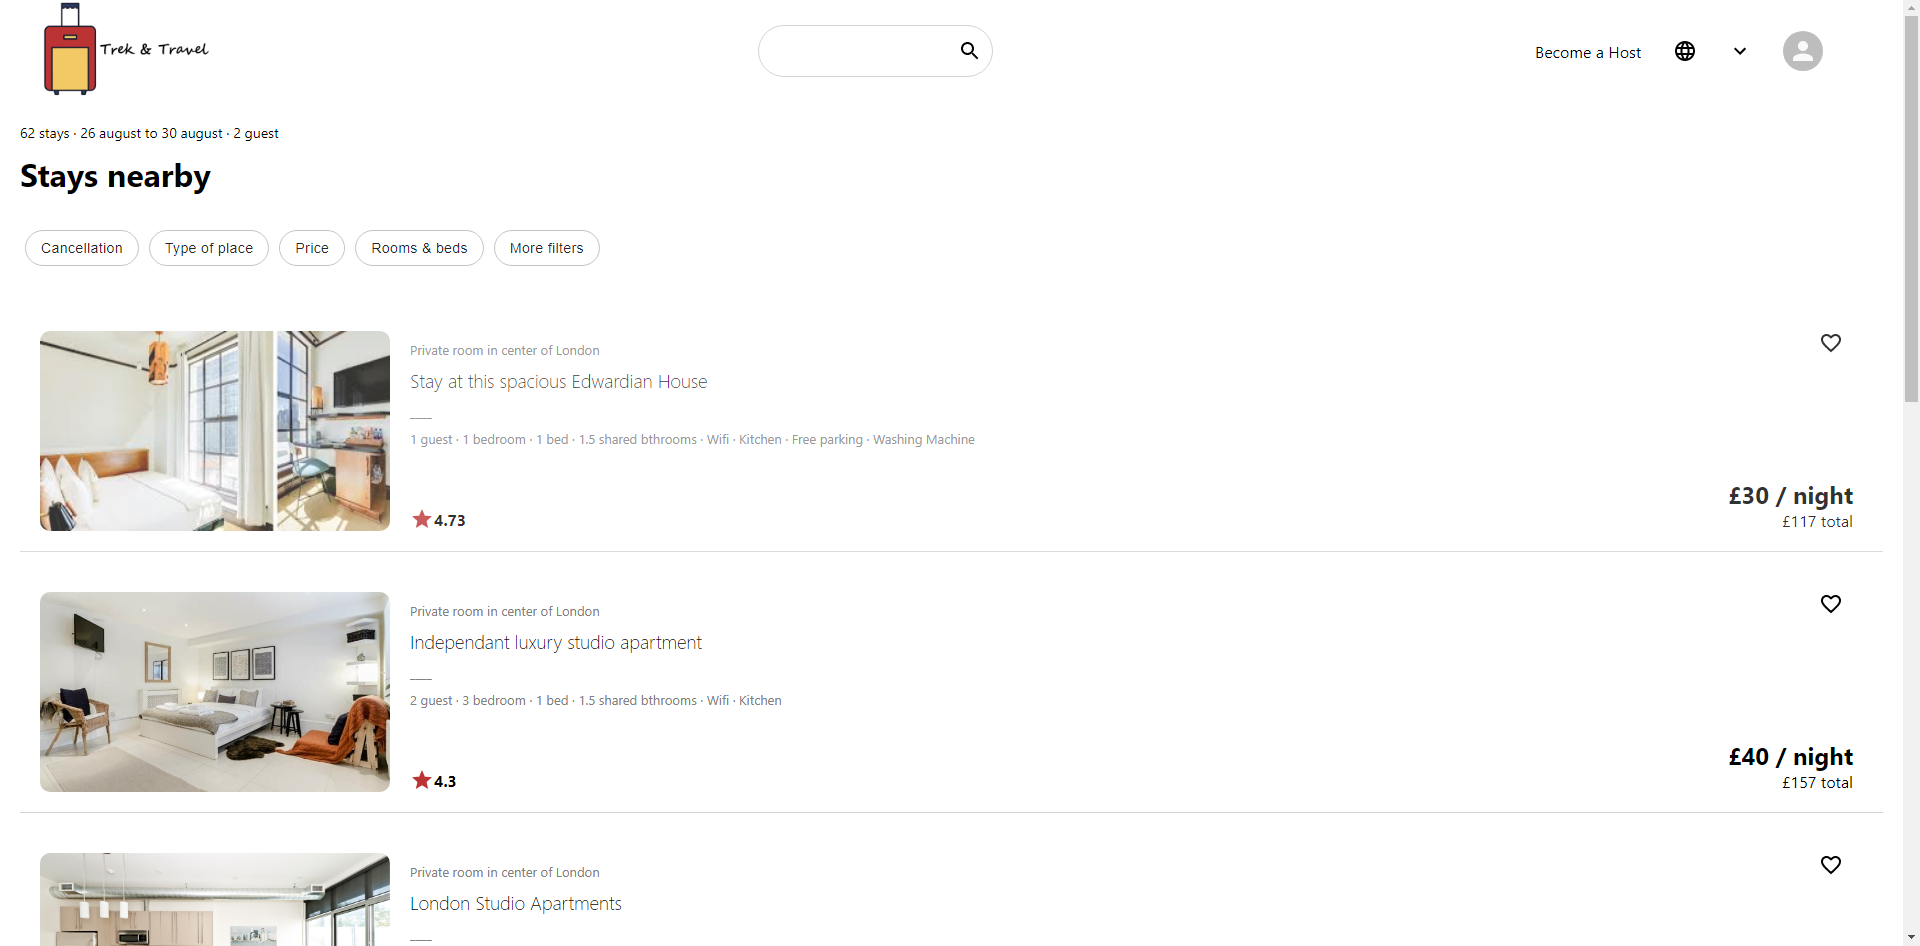 Trek & Travel
Become a Host
62 stays · 26 august to 30 august · 2 guest
Stays nearby
Cancellation
Type of place
Price
Rooms & beds
More filters
Private room in center of London
Stay at this spacious Edwardian House
1 guest · 1 bedroom · 1 bed · 1.5 shared bthrooms · Wifi · Kitchen · Free parking · Washing Machine
4.73
£30 / night
£117 total
Private room in center of London
Independant luxury studio apartment
2 guest · 3 bedroom · 1 bed · 1.5 shared bthrooms · Wifi · Kitchen
4.3
£40 / night
£157 total
Private room in center of London
London Studio Apartments